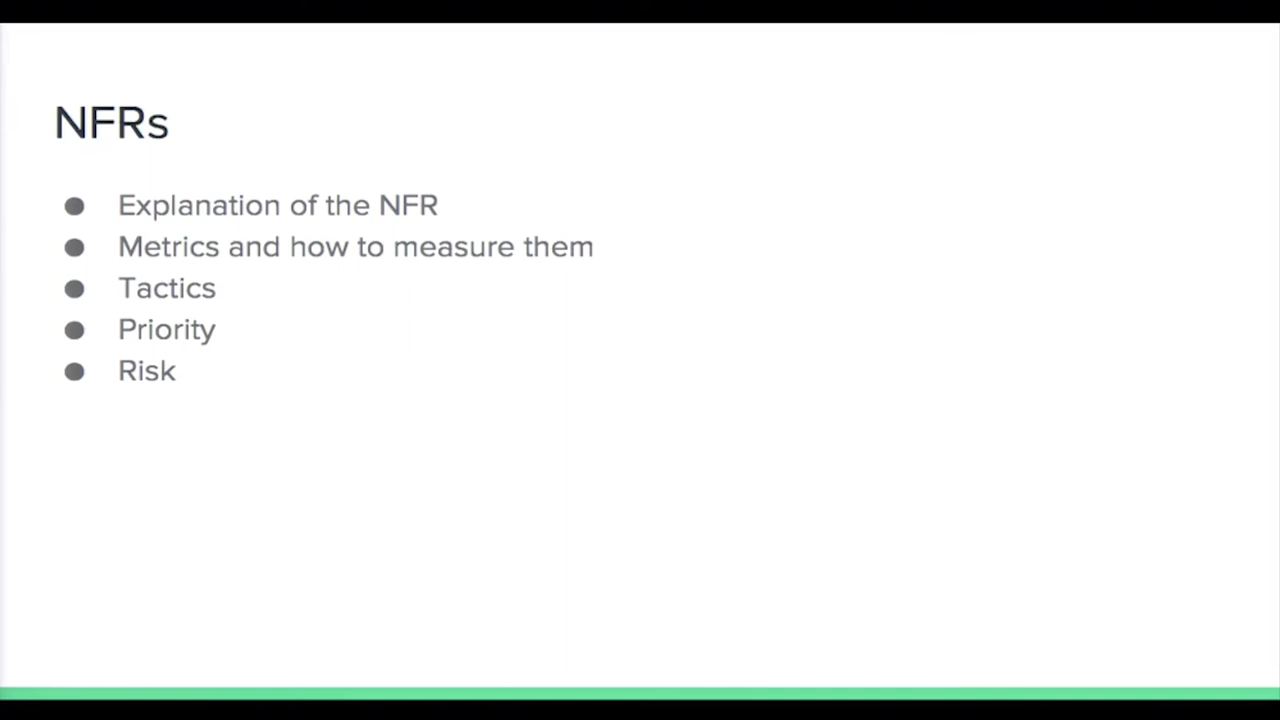 NFRs
● Explanation of the NFR
● Metrics and how to measure them
● Tactics
● Priority
● Risk